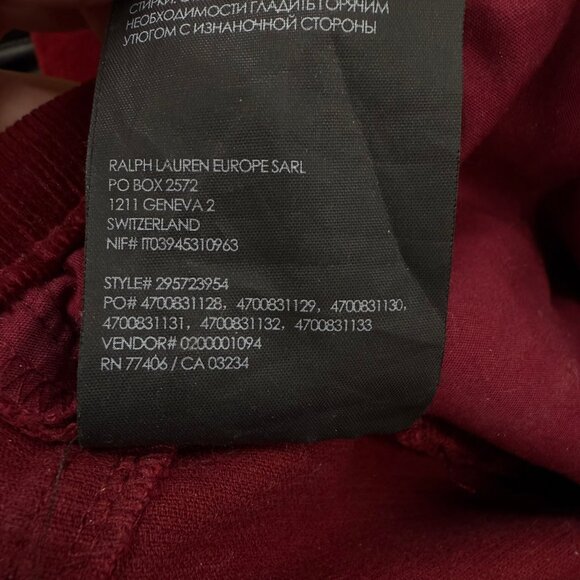 НЕОБХОДИМОСТИ ГЛАДИТЬ ГОРЯЧИМ
УТЮГОМ С ИЗНАНОЧНОЙ СТОРОНЫ
RALPH LAUREN EUROPE SARL
PO BOX 2572
1211 GENEVA 2
SWITZERLAND
NIF# IT03945310963
STYLE# 295723954
PO# 4700831128, 4700831129, 4700831130,
4700831131, 4700831132, 4700831133
VENDOR# 0200001094
RN 77406 / CA 03234